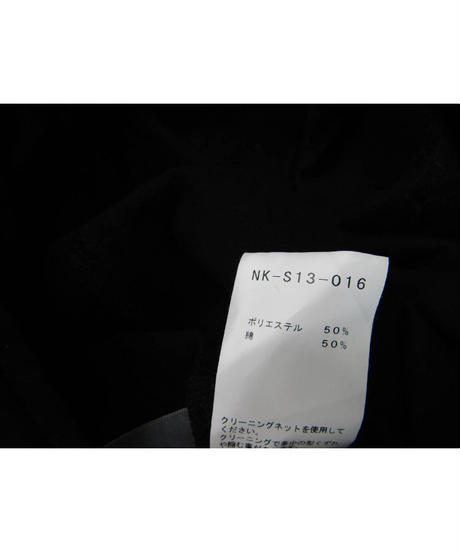 NK-S13-016
ポリエステル 50%
綿 50%
クリーニングネットを使用して
ください。
クリーニングで